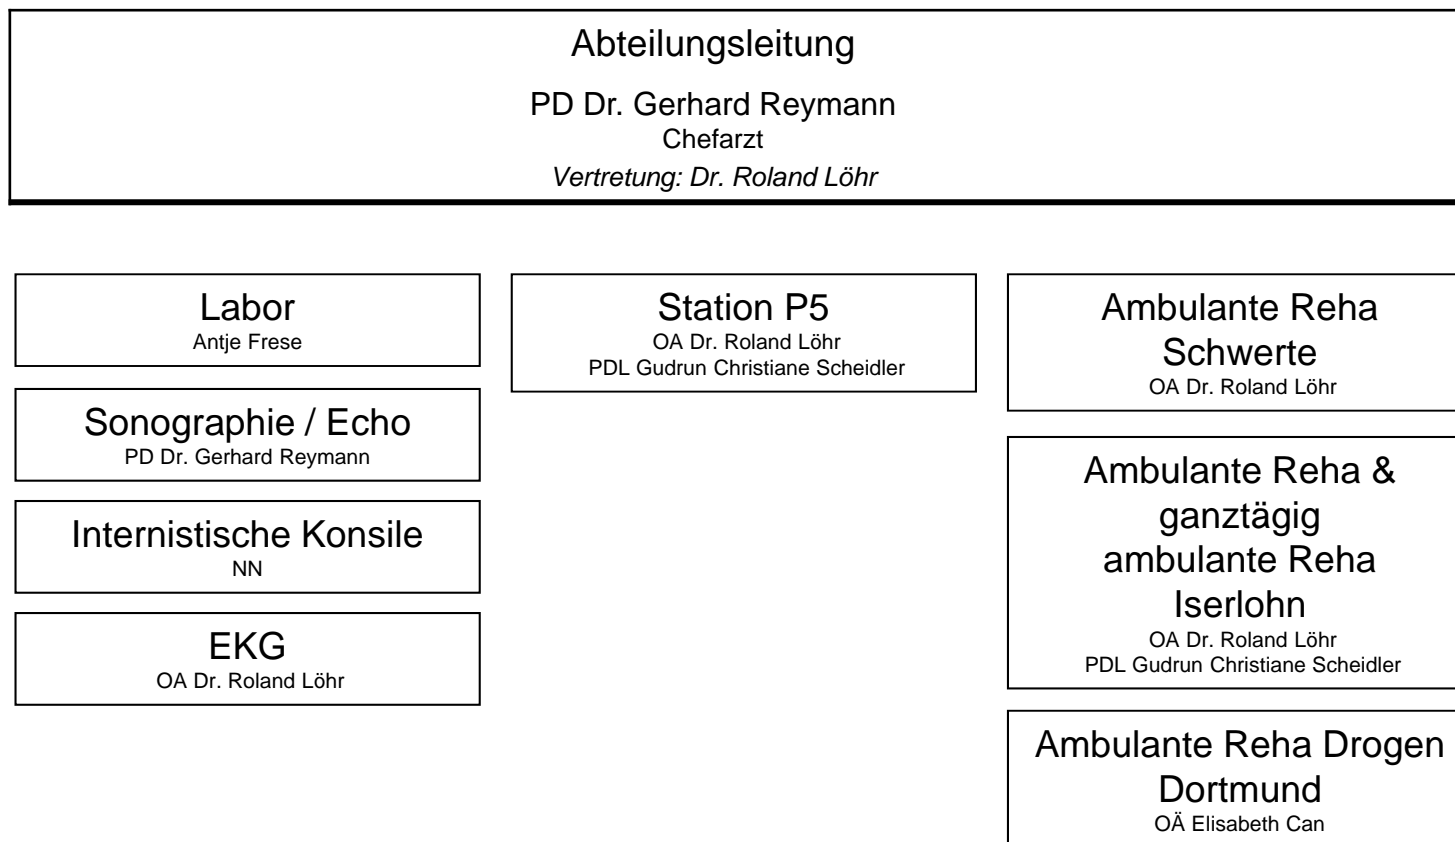 Abteilungsleitung
PD Dr. Gerhard Reymann
Chefarzt
Vertretung: Dr. Roland Löhr
Labor
Antje Frese
Sonographie / Echo
PD Dr. Gerhard Reymann
Internistische Konsile
NN
EKG
OA Dr. Roland Löhr
Station P5
OA Dr. Roland Löhr
PDL Gudrun Christiane Scheidler
Ambulante Reha
Schwerte
OA Dr. Roland Löhr
Ambulante Reha &
ganztägig
ambulante Reha
Iserlohn
OA Dr. Roland Löhr
PDL Gudrun Christiane Scheidler
Ambulante Reha Drogen
Dortmund
OÄ Elisabeth Can